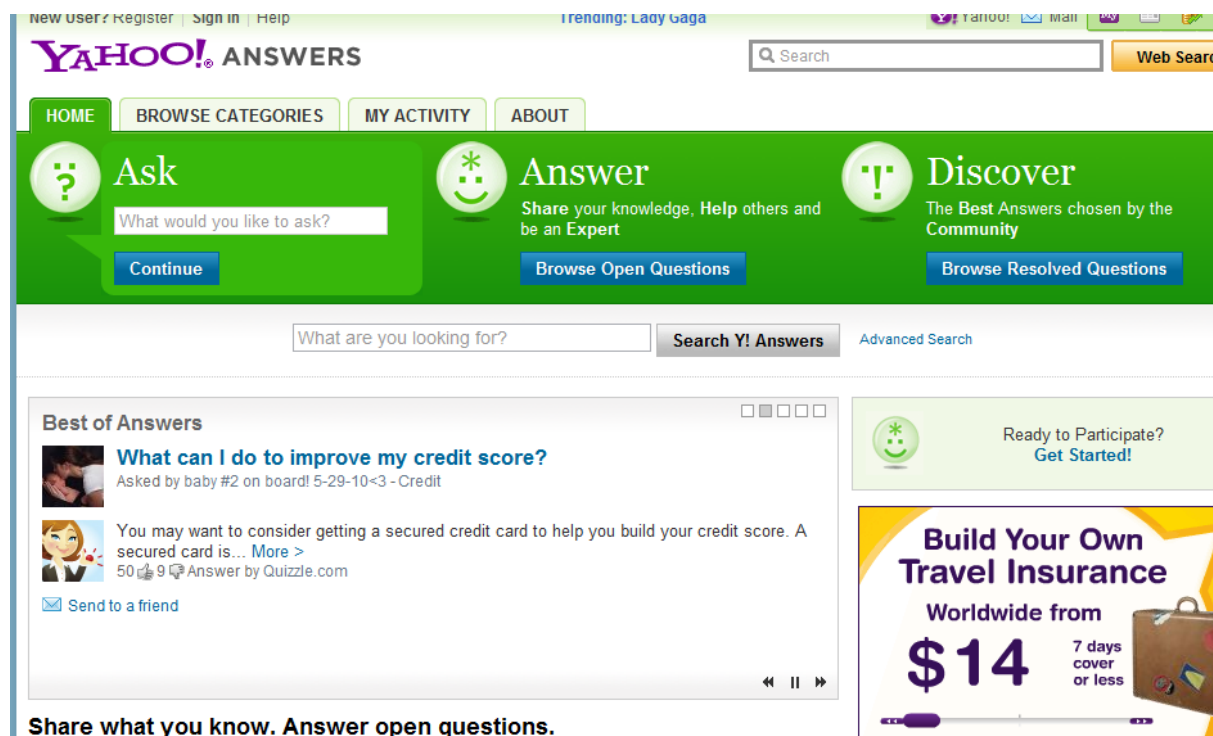 New User? Register | Sign In | Help
Trending: Lady Gaga
Yahoo! Mail My
YAHOO! ANSWERS
Search
Web Sear
HOME BROWSE CATEGORIES MY ACTIVITY ABOUT
Ask
What would you like to ask?
Continue
Answer
Share your knowledge, Help others and
be an Expert
Browse Open Questions
Discover
The Best Answers chosen by the
Community
Browse Resolved Questions
What are you looking for?
Search Y! Answers
Advanced Search
Best of Answers
What can I do to improve my credit score?
Asked by baby #2 on board! 5-29-10<3 - Credit
You may want to consider getting a secured credit card to help you build your credit score. A
secured card is... More >
50 9 Answer by Quizzle.com
Send to a friend
Ready to Participate?
Get Started!
Build Your Own
Travel Insurance
Worldwide from
$14
7 days
cover
or less
Share what you know. Answer open questions.